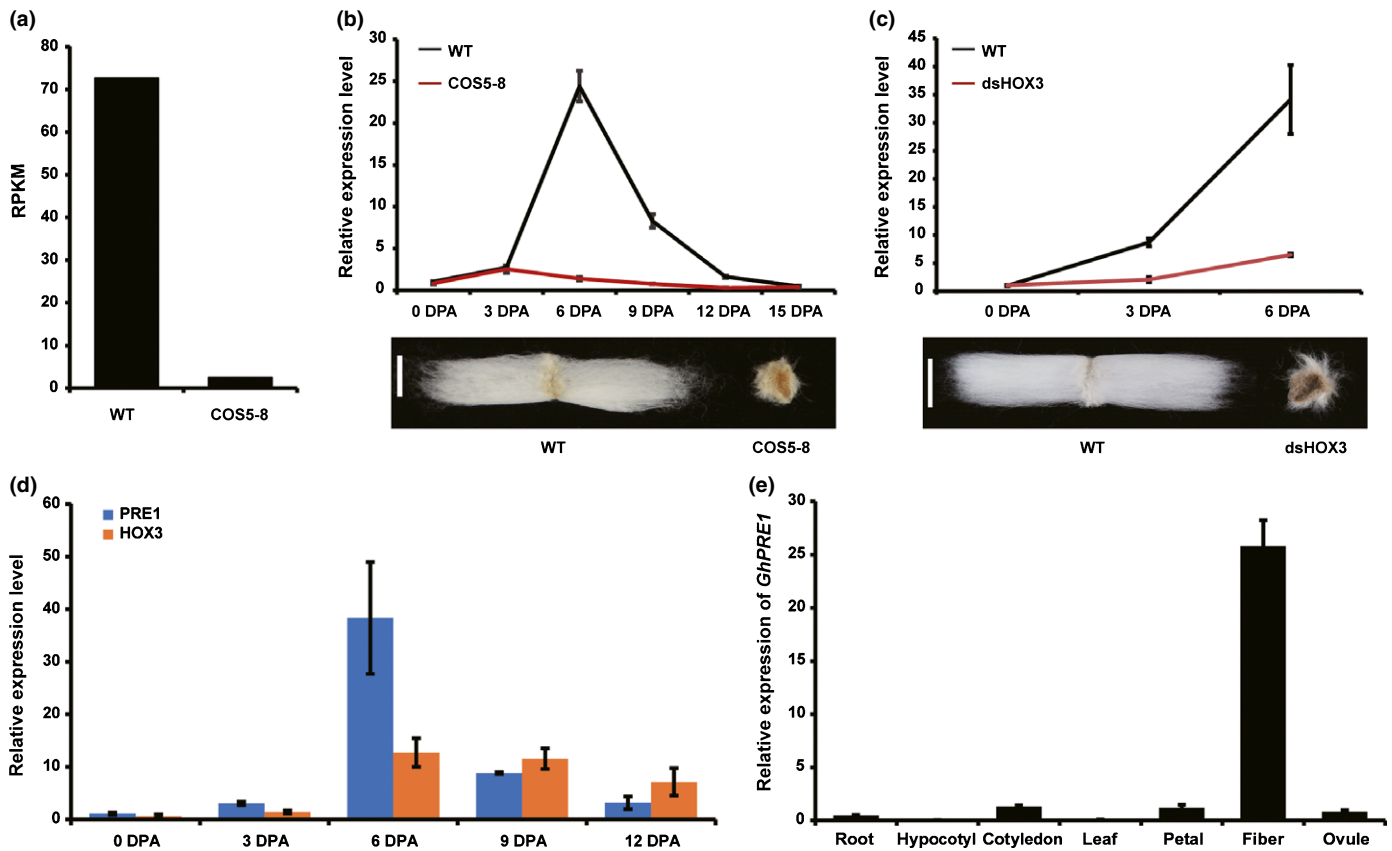 (a)
80
70
60
50
40
30
20
10
0
RPKM
WT
COS5-8
(b)
30
25
20
15
10
5
0
Relative expression level
WT
COS5-8
0 DPA 3 DPA 6 DPA 9 DPA 12 DPA 15 DPA
WT COS5-8
(c)
45
40
35
30
25
20
15
10
5
0
Relative expression level
WT
dsHOX3
0 DPA 3 DPA 6 DPA
WT dsHOX3
(d)
60
50
40
30
20
10
0
Relative expression level
PRE1
HOX3
0 DPA 3 DPA 6 DPA 9 DPA 12 DPA
(e)
30
25
20
15
10
5
0
Relative expression of GhPRE1
Root Hypocotyl Cotyledon Leaf Petal Fiber Ovule